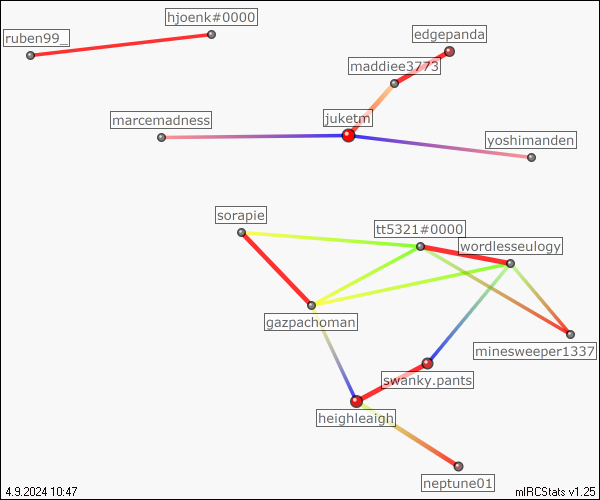 hjoenk#0000
ruben99_
edgepanda
maddiee3773
juketm
marcemadness
yoshimanden
sorapie
tt5321#0000
wordlesseulogy
gazpachoman
minesweeper1337
swanky.pants
heighleaigh
neptune01
4.9.2024 10:47
mIRCStats v1.25